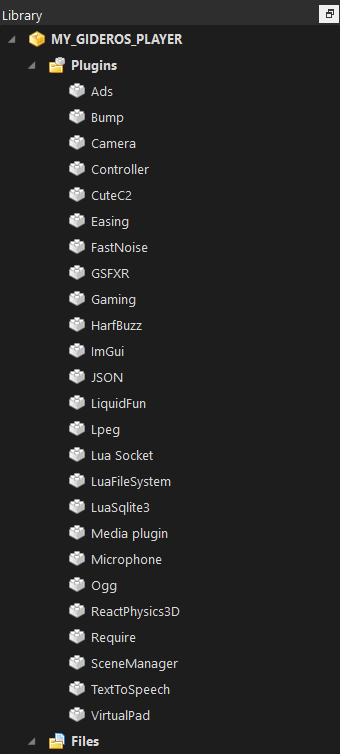 Library
MY_GIDEROS_PLAYER
Plugins
Ads
Bump
Camera
Controller
CuteC2
Easing
FastNoise
GSFXR
Gaming
HarfBuzz
ImGui
JSON
LiquidFun
Lpeg
Lua Socket
LuaFileSystem
LuaSqlite3
Media plugin
Microphone
Ogg
ReactPhysics3D
Require
SceneManager
TextToSpeech
VirtualPad
Files